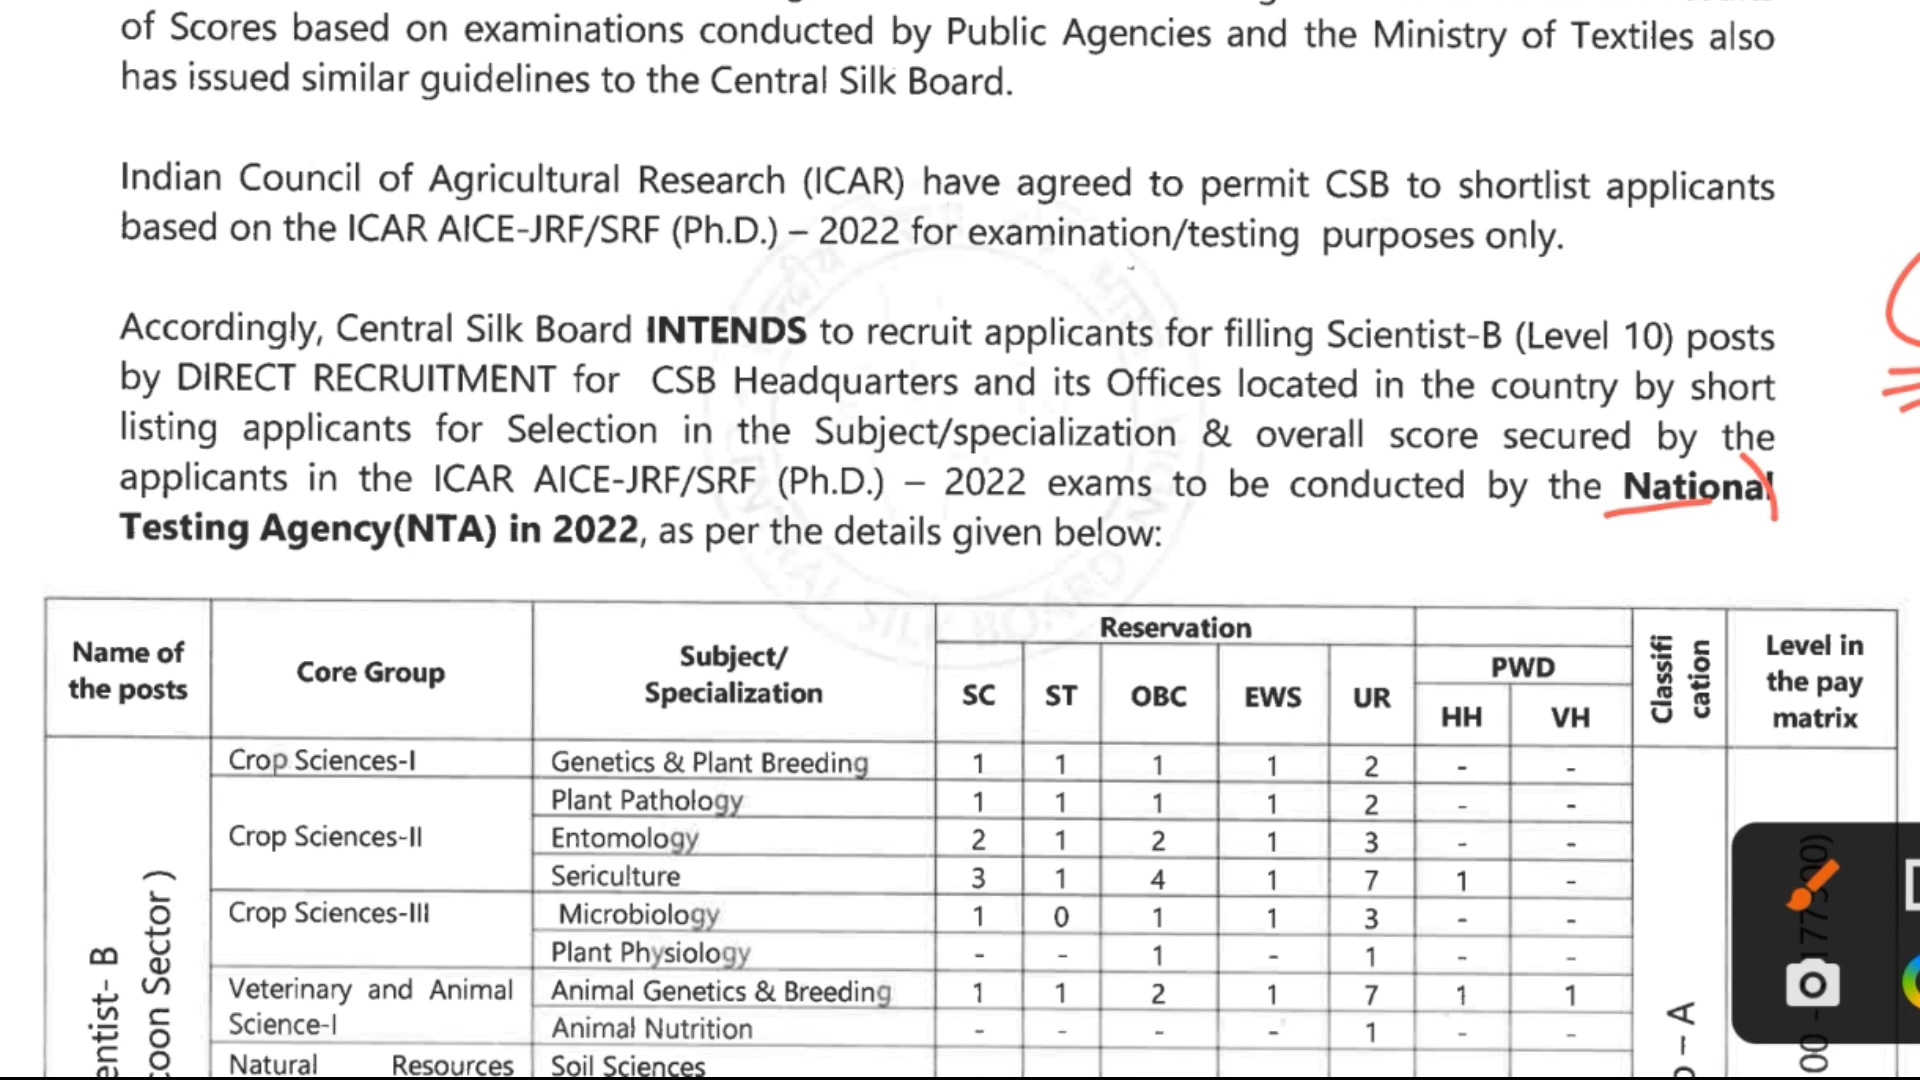 of Scores based on examinations conducted by Public Agencies and the Ministry of Textiles also
has issued similar guidelines to the Central Silk Board.
Indian Council of Agricultural Research (ICAR) have agreed to permit CSB to shortlist applicants
based on the ICAR AICE-JRF/SRF (Ph.D.) – 2022 for examination/testing purposes only.
Accordingly, Central Silk Board INTENDS to recruit applicants for filling Scientist-B (Level 10) posts
by DIRECT RECRUITMENT for CSB Headquarters and its Offices located in the country by short
listing applicants for Selection in the Subject/specialization & overall score secured by the
applicants in the ICAR AICE-JRF/SRF (Ph.D.) – 2022 exams to be conducted by the National
Testing Agency(NTA) in 2022, as per the details given below:
Name of the posts Core Group Subject/ Specialization Reservation SC ST OBC EWS UR PWD HH VH Classifi cation Level in the pay matrix
Crop Sciences-I Genetics & Plant Breeding 1 1 1 1 2 - -
Plant Pathology 1 1 1 1 2 - -
Crop Sciences-II Entomology 2 1 2 1 3 - -
Sericulture 3 1 4 1 7 1 -
Crop Sciences-III Microbiology 1 0 1 1 3 - -
Plant Physiology - - 1 - 1 - -
Veterinary and Animal Animal Genetics & Breeding 1 1 2 1 7 1 1
Science-I Animal Nutrition - - - - 1 - -
Natural Resources Soil Sciences
entist- B
oon Sector )
– A
CENTRAL SILK BOARD